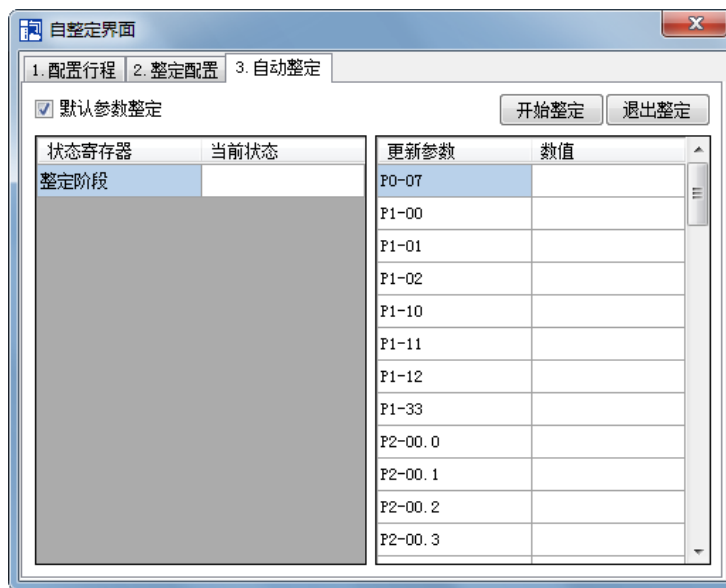 自整定界面
1.配置行程 2.整定配置 3.自动整定
默认参数整定 开始整定 退出整定
状态寄存器 当前状态 更新参数 数值
整定阶段 P0-07
P1-00
P1-01
P1-02
P1-10
P1-11
P1-12
P1-33
P2-00.0
P2-00.1
P2-00.2
P2-00.3